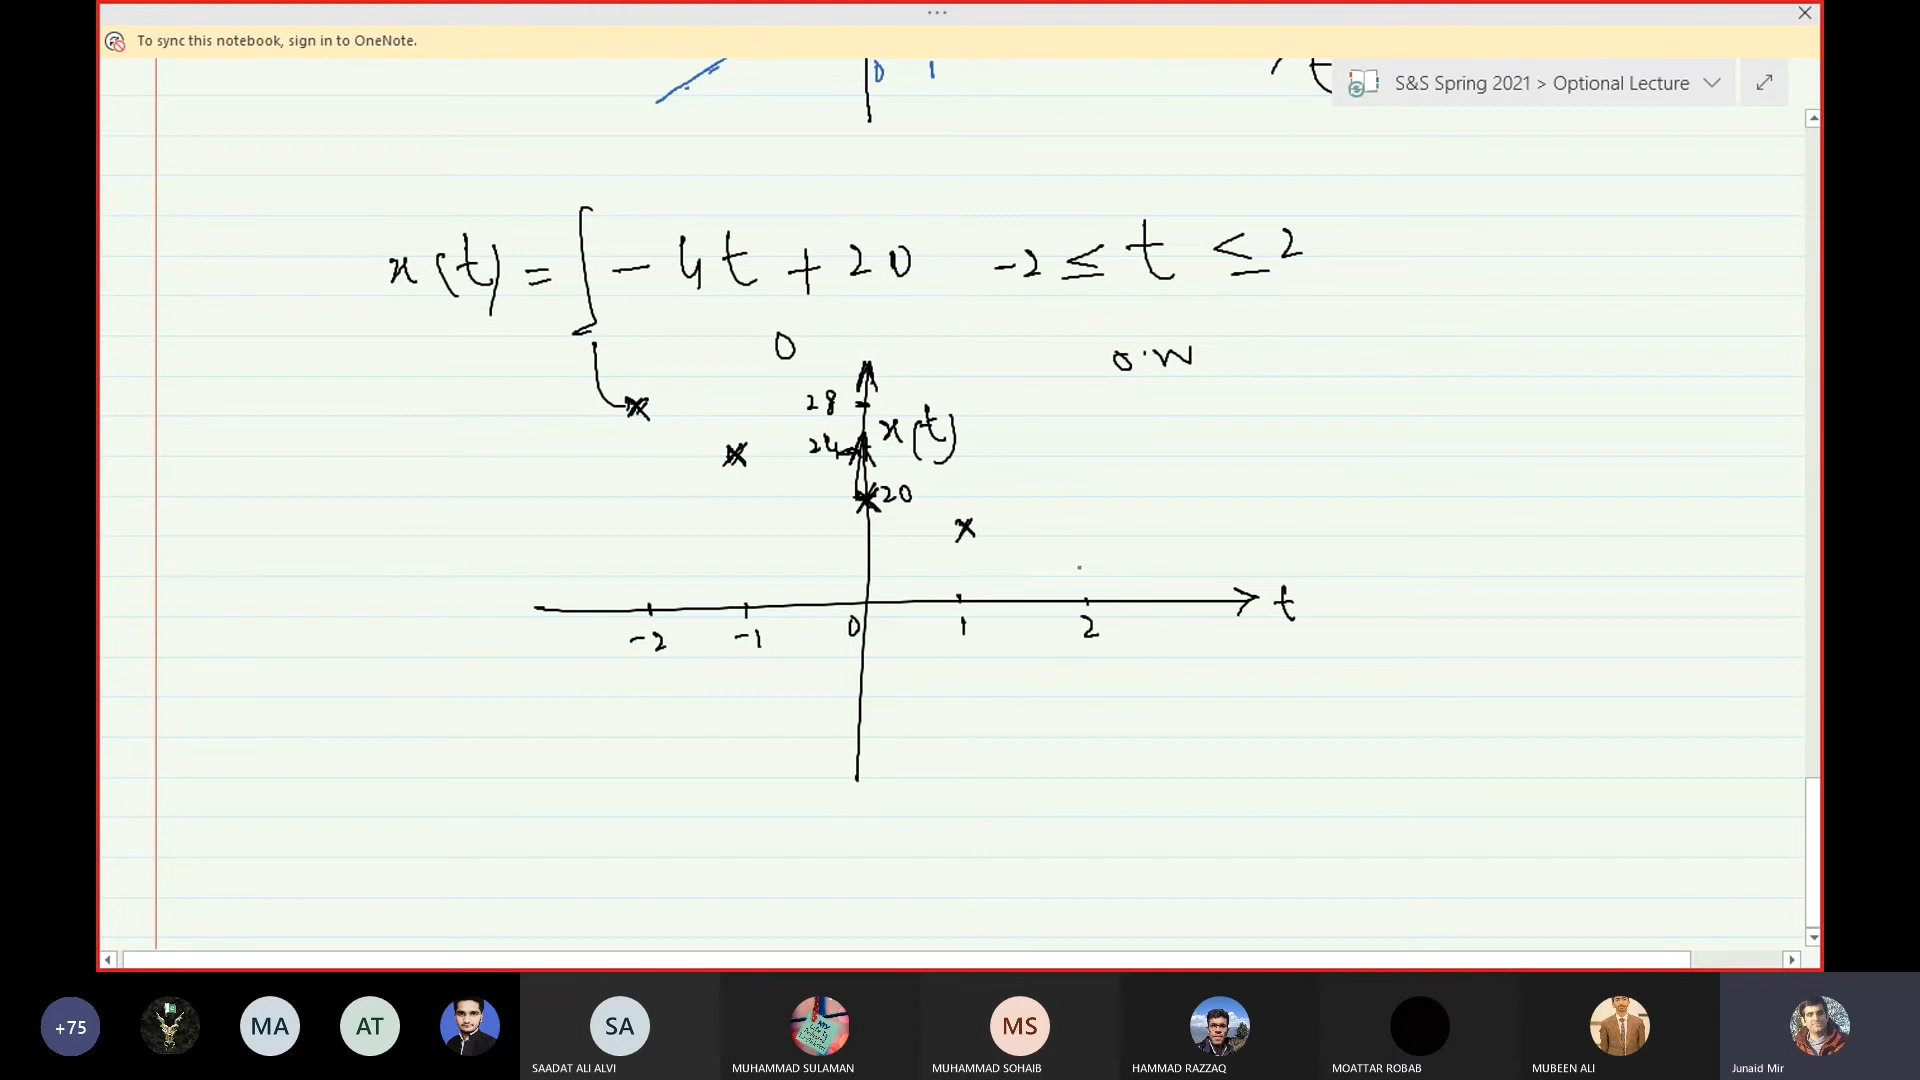 To sync this notebook, sign in to OneNote.
0 1
t
S&S Spring 2021 > Optional Lecture
x(t) = { -4t + 20 -2 ≤ t ≤ 2
0 o.w
28
x(t)
24
20
t
-2 -1 0 1 2
+75
MA
AT
SA
MS
SAADAT ALI ALVI
MUHAMMAD SULAMAN
MUHAMMAD SOHAIB
HAMMAD RAZZAQ
MOATTAR ROBAB
MUBEEN ALI
Junaid Mir